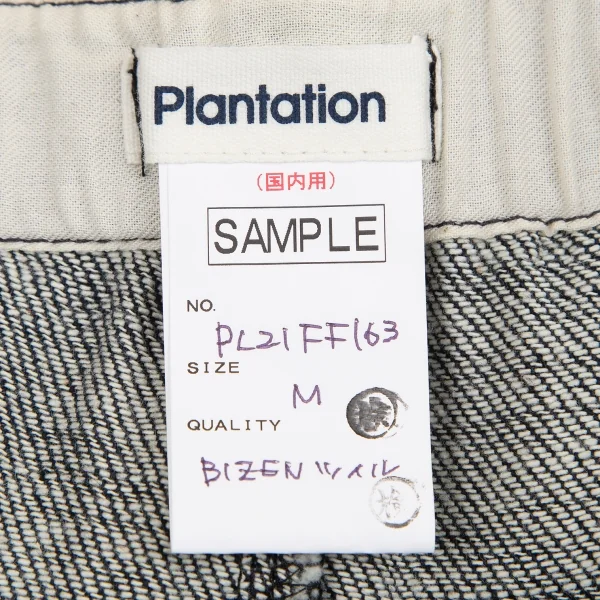 Plantation
(国内用)
SAMPLE
NO.
PL21FF163
SIZE
M
QUALITY
BIZENツイル